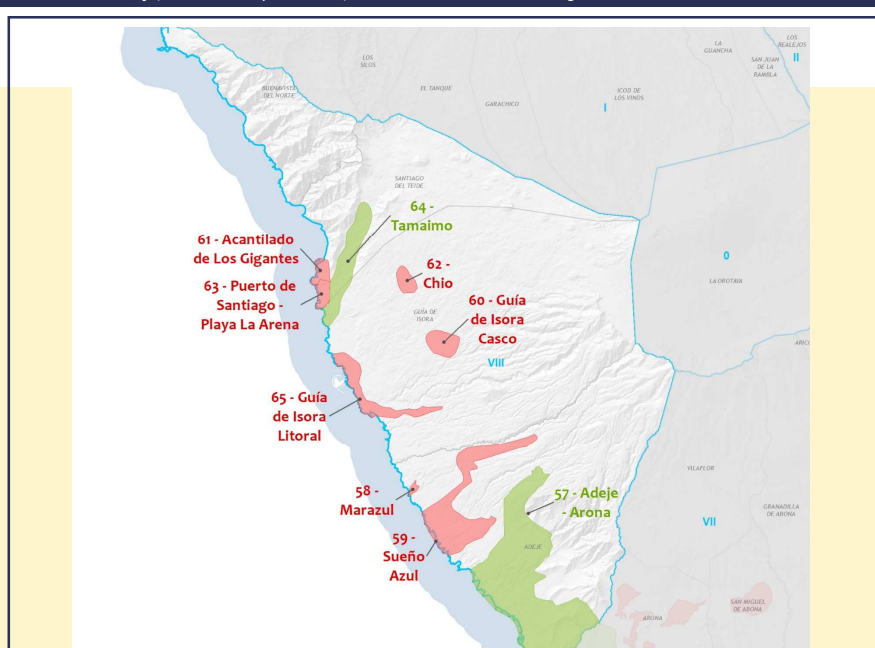 LA
GUANCHA
LOS
REALEJOS
II
SAN JUAN
DE LA
RAMBLA
LOS
SILOS
BUENAVISTA
DEL NORTE
EL TANQUE
GARACHICO
ICOD DE
LOS VINOS
I
SANTIAGO
DEL TEIDE
64 -
Tamaimo
61 - Acantilado
de Los Gigantes
63 - Puerto de
Santiago -
Playa La Arena
62 -
Chio
60 - Guía
de Isora
Casco
GUÍA DE
ISORA
VIII
0
LA OROTAVA
ARICO
65 - Guía
de Isora
Litoral
58 -
Marazul
59 -
Sueño
Azul
57 - Adeje
- Arona
ADEJE
VILAFLOR
VII
GRANADILLA
DE ABONA
SAN MIGUEL
DE ABONA
ARONA